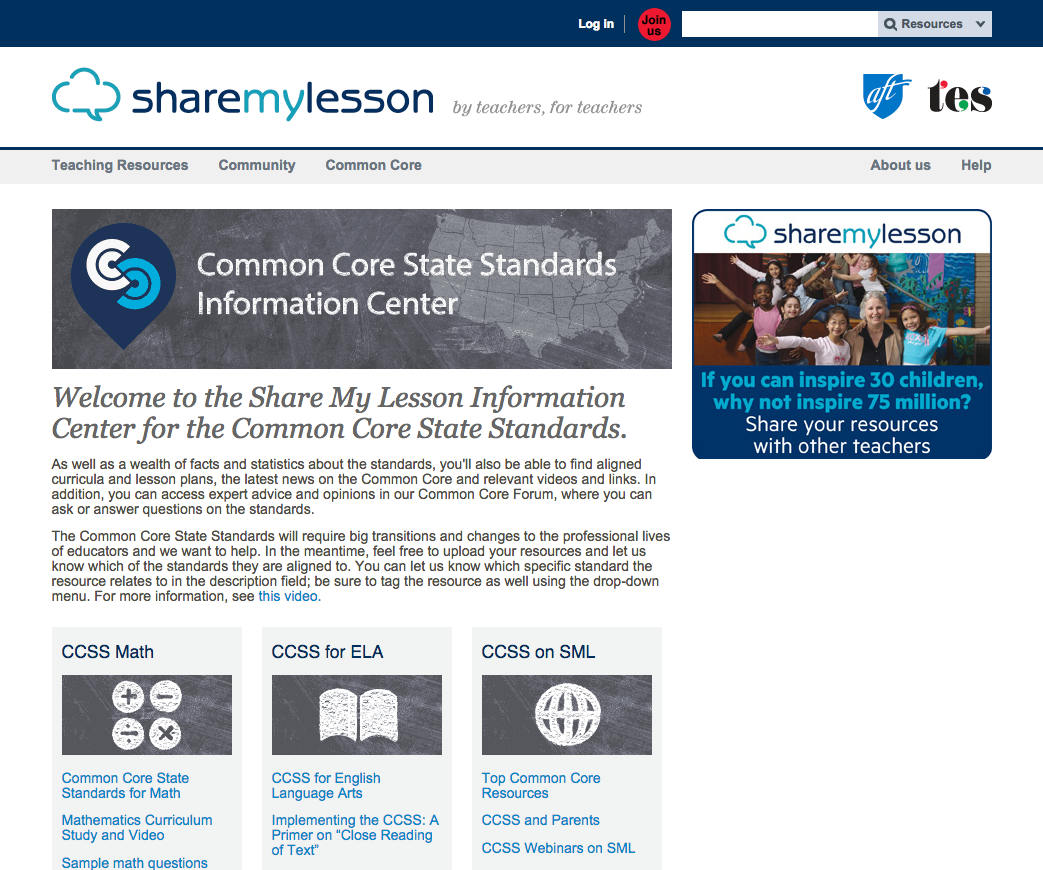 Log in
Join us
Resources
sharemylesson
by teachers, for teachers
aft
tes
Teaching Resources
Community
Common Core
About us
Help
Common Core State Standards
Information Center
sharemylesson
If you can inspire 30 children,
why not inspire 75 million?
Share your resources
with other teachers
Welcome to the Share My Lesson Information
Center for the Common Core State Standards.
As well as a wealth of facts and statistics about the standards, you'll also be able to find aligned
curricula and lesson plans, the latest news on the Common Core and relevant videos and links. In
addition, you can access expert advice and opinions in our Common Core Forum, where you can
ask or answer questions on the standards.
The Common Core State Standards will require big transitions and changes to the professional lives
of educators and we want to help. In the meantime, feel free to upload your resources and let us
know which of the standards they are aligned to. You can let us know which specific standard the
resource relates to in the description field; be sure to tag the resource as well using the drop-down
menu. For more information, see this video.
CCSS Math
Common Core State
Standards for Math
Mathematics Curriculum
Study and Video
Sample math questions
CCSS for ELA
CCSS for English
Language Arts
Implementing the CCSS: A
Primer on “Close Reading
of Text”
CCSS on SML
Top Common Core
Resources
CCSS and Parents
CCSS Webinars on SML